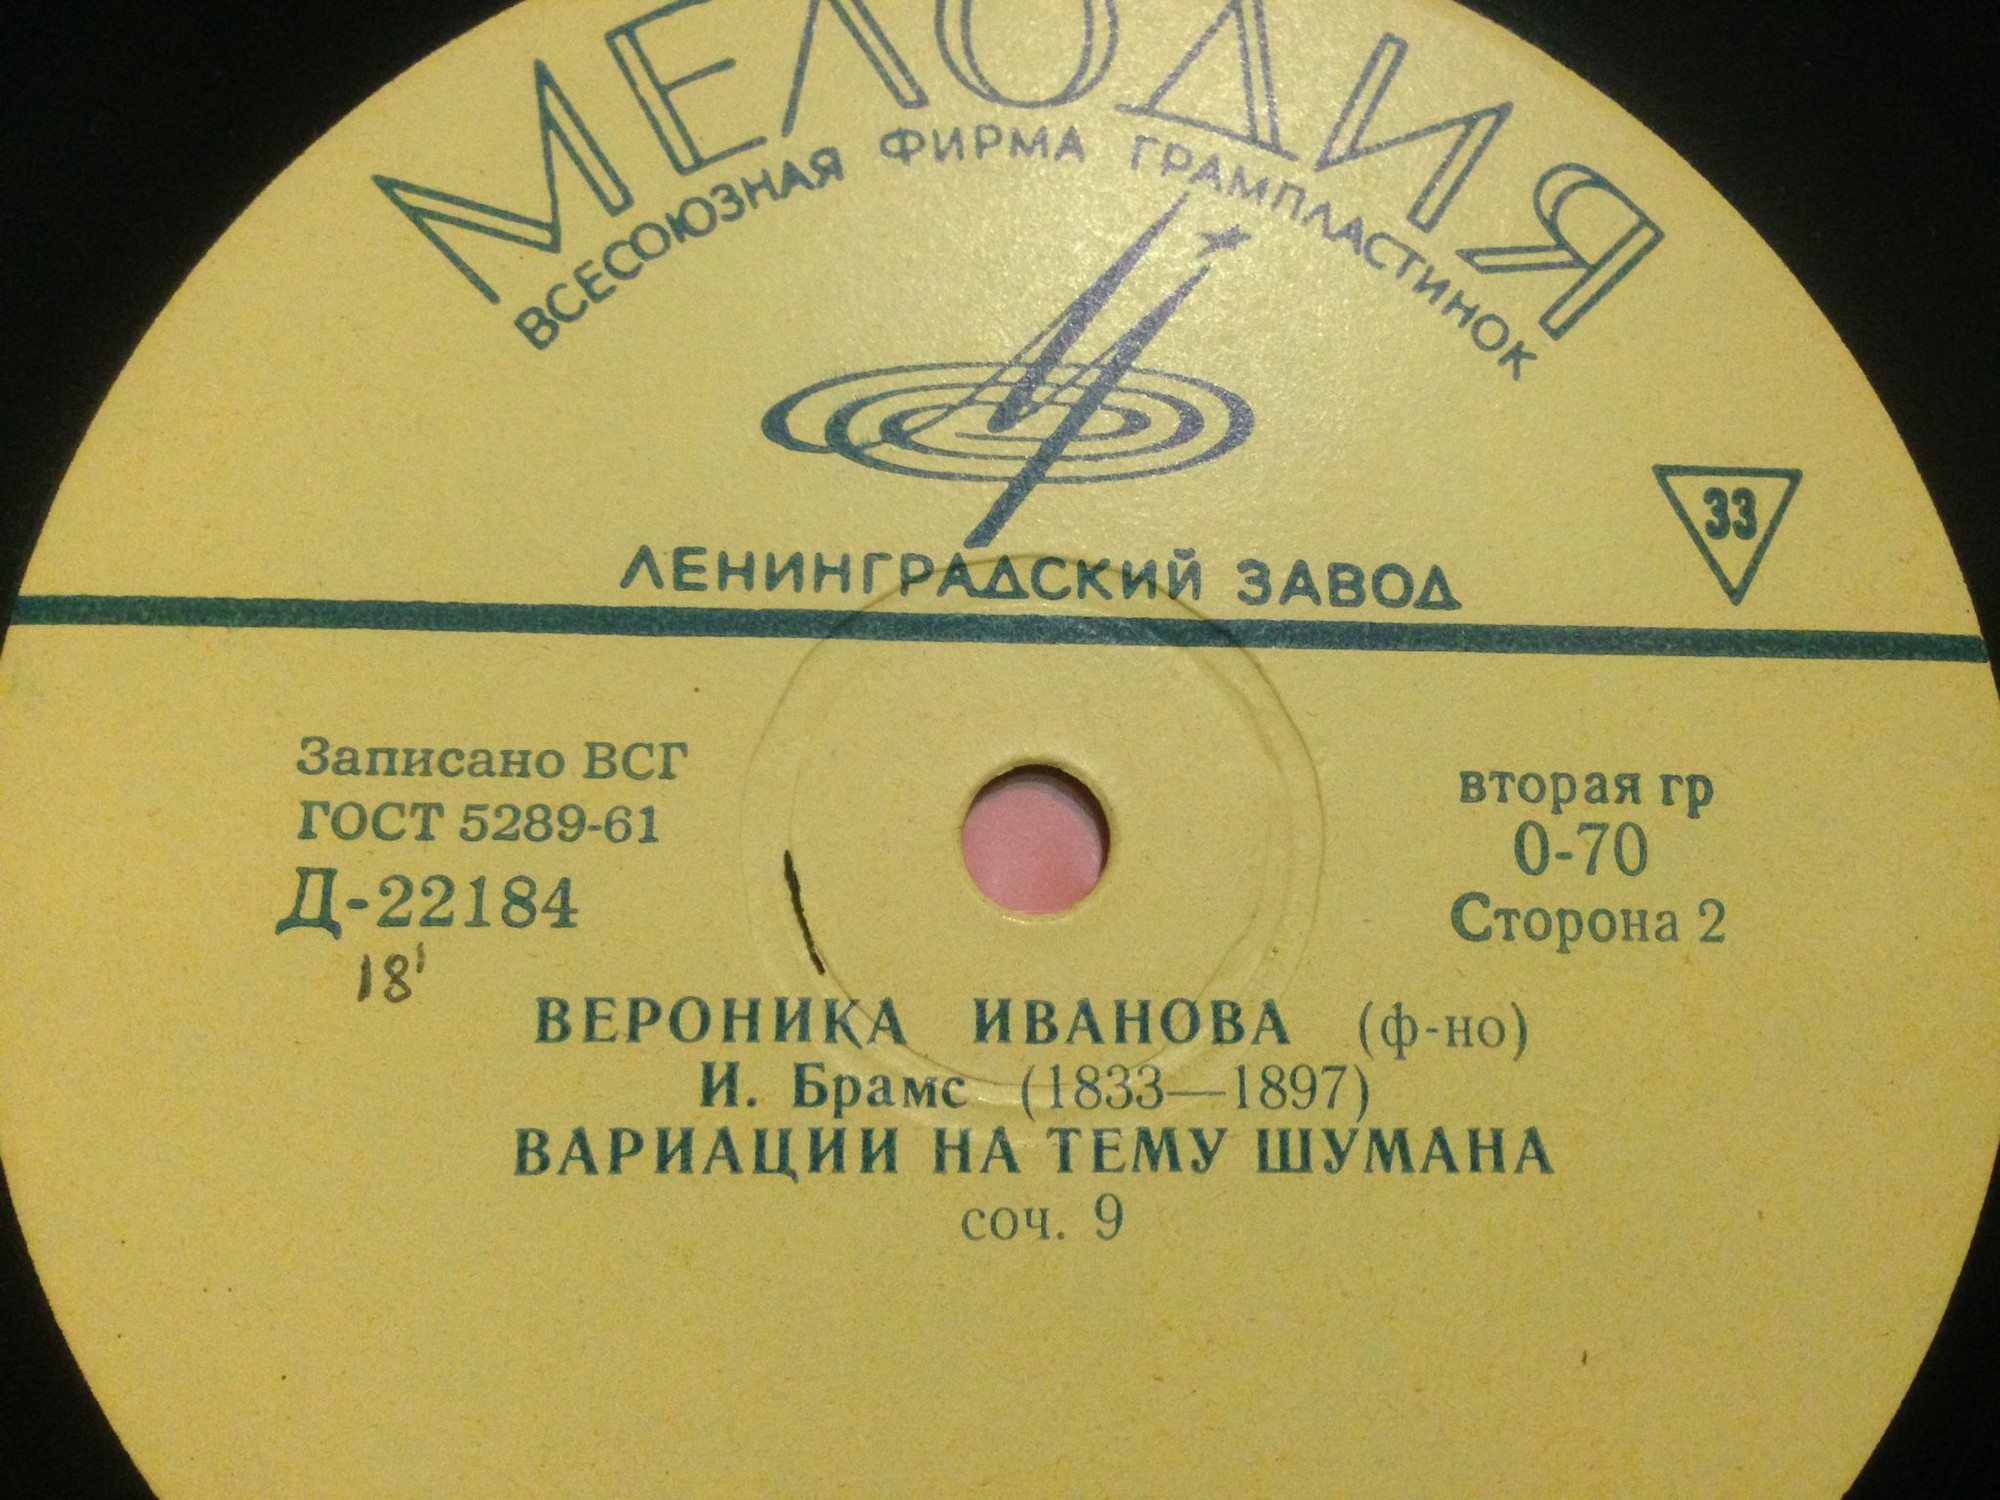 МЕЛОДИЯ
ВСЕСОЮЗНАЯ ФИРМА ГРАМПЛАСТИНОК
33
ЛЕНИНГРАДСКИЙ ЗАВОД
Записано ВСГ
ГОСТ 5289-61
Д-22184
18'
вторая гр
0-70
Сторона 2
ВЕРОНИКА ИВАНОВА (ф-но)
И. Брамс (1833—1897)
ВАРИАЦИИ НА ТЕМУ ШУМАНА
соч. 9